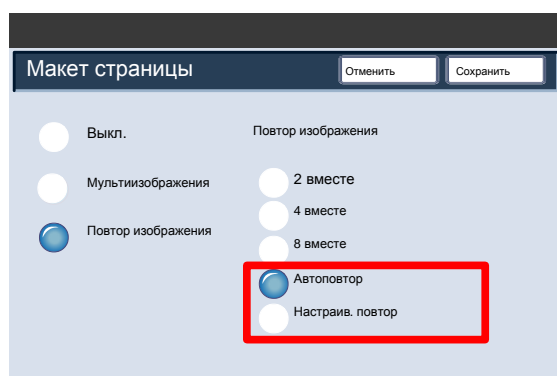 Макет страницы
Отменить
Сохранить
Выкл.
Мультиизображения
Повтор изображения
Повтор изображения
2 вместе
4 вместе
8 вместе
Автоповтор
Настраив. повтор